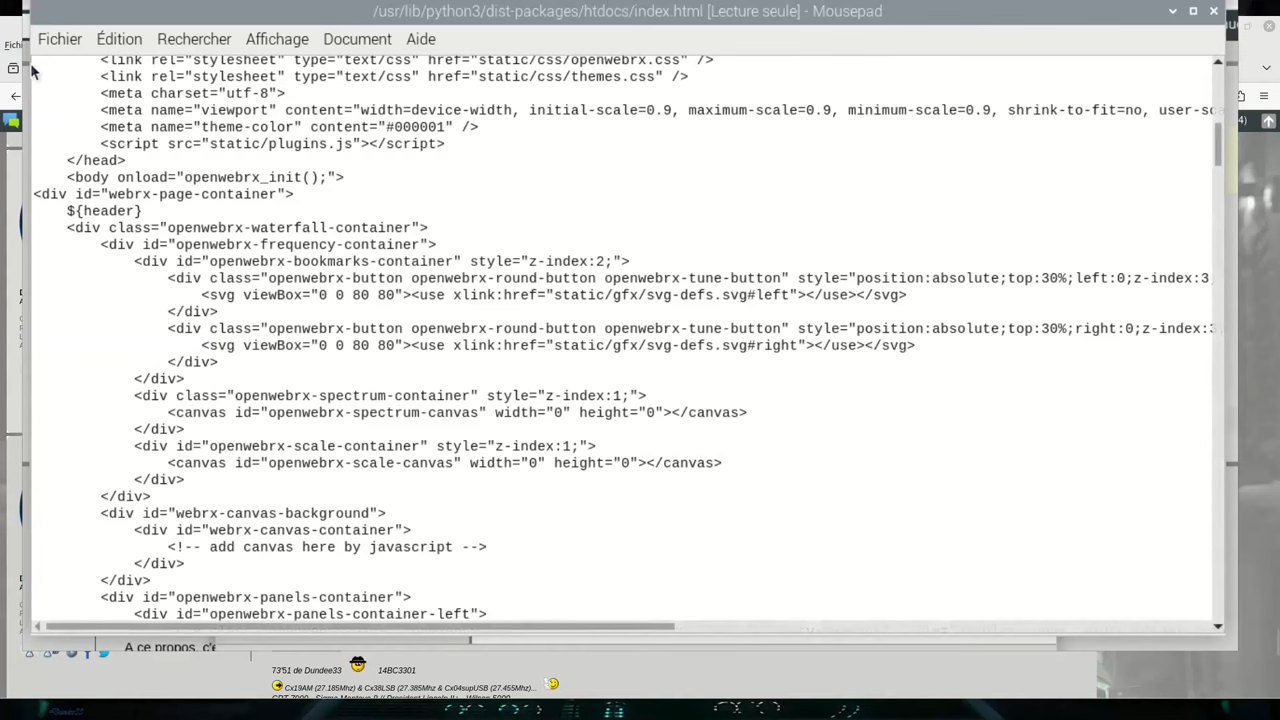 /usr/lib/python3/dist-packages/htdocs/index.html [Lecture seule] - Mousepad
Fichier Édition Recherche Affichage Document Aide
<link rel="stylesheet" type="text/css" href="static/css/openwebrx.css" />
<link rel="stylesheet" type="text/css" href="static/css/themes.css" />
<meta charset="utf-8">
<meta name="viewport" content="width=device-width, initial-scale=0.9, maximum-scale=0.9, minimum-scale=0.9, shrink-to-fit=no, user-sca
<meta name="theme-color" content="#000001" />
<script src="static/plugins.js"></script>
</head>
<body onload="openwebrx_init();">
<div id="webrx-page-container">
${header}
<div class="openwebrx-waterfall-container">
<div id="openwebrx-frequency-container">
<div id="openwebrx-bookmarks-container" style="z-index:2;">
<div class="openwebrx-button openwebrx-round-button openwebrx-tune-button" style="position:absolute;top:30%;left:0;z-index:3;
<svg viewBox="0 0 80 80"><use xlink:href="static/gfx/svg-defs.svg#left"></use></svg>
</div>
<div class="openwebrx-button openwebrx-round-button openwebrx-tune-button" style="position:absolute;top:30%;right:0;z-index:3
<svg viewBox="0 0 80 80"><use xlink:href="static/gfx/svg-defs.svg#right"></use></svg>
</div>
</div>
<div class="openwebrx-spectrum-container" style="z-index:1;">
<canvas id="openwebrx-spectrum-canvas" width="0" height="0"></canvas>
</div>
<div id="openwebrx-scale-container" style="z-index:1;">
<canvas id="openwebrx-scale-canvas" width="0" height="0"></canvas>
</div>
</div>
<div id="webrx-canvas-background">
<div id="webrx-canvas-container">
<!-- add canvas here by javascript -->
</div>
</div>
<div id="openwebrx-panels-container">
<div id="openwebrx-panels-container-left">
A ce propos, c'e
73'51 de Dundee33 14BC3301
Cx19AM (27.185Mhz) & Cx38LSB (27.385Mhz) & Cx04supUSB (27.455Mhz)...